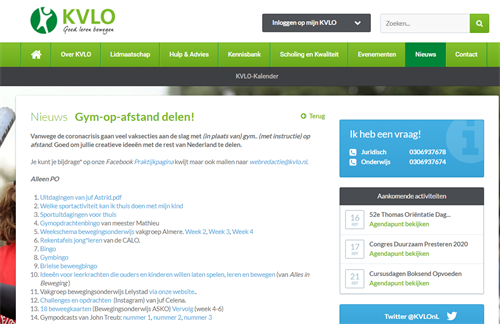 KVLO
Goed leren bewegen
Inloggen op mijn KVLO
Zoeken...
Over KVLO Lidmaatschap Hulp & Advies Kennisbank Scholing en Kwaliteit Evenementen Nieuws Contact
KVLO-Kalender
Nieuws Gym-op-afstand delen!
Terug
Vanwege de coronacrisis gaan veel vaksecties aan de slag met (in plaats van) gym.. (met instructie) op
afstand. Goed om jullie creatieve ideeën met de rest van Nederland te delen.
Je kunt je bijdrage* op onze Facebook Praktijkpagina kwijt maar ook mailen naar webredactie@kvlo.nl.
Alleen PO
1. Uitdagingen van juf Astrid.pdf
2. Welke sportactiviteit kan ik thuis doen met mijn kind
3. Sportuitdagingen voor thuis
4. Gymopdrachtenbingo van meester Mathieu
5. Weekschema bewegingsonderwijs vakgroep Almere, Week 2, Week 3, Week 4
6. Rekentafels jong*leren van de CALO.
7. Bingo
8. Gymbingo
9. Brielse beweegbingo
10. Ideeën voor leerkrachten die ouders en kinderen willen laten spelen, leren en bewegen (van Alles in
Beweging')
11. Vakgroep bewegingsonderwijs Lelystad via onze website,.
12. Challenges en opdrachten (Instagram) van juf Celena.
13. 18 beweegkaarten (Bewegingsonderwijs ASKO) Vervolg (week 4-6)
14. Gympodcasts van John Treub: nummer 1, nummer 2, nummer 3
Ik heb een vraag!
Juridisch 0306937678
Onderwijs 0306937674
Aankomende activiteiten
16 SEP
52e Thomas Oriëntatie Dag...
Agendapunt bekijken
17 SEP
Congres Duurzaam Presteren 2020
Agendapunt bekijken
21 SEP
Cursusdagen Boksend Opvoeden
Agendapunt bekijken
Twitter @KVLOnL